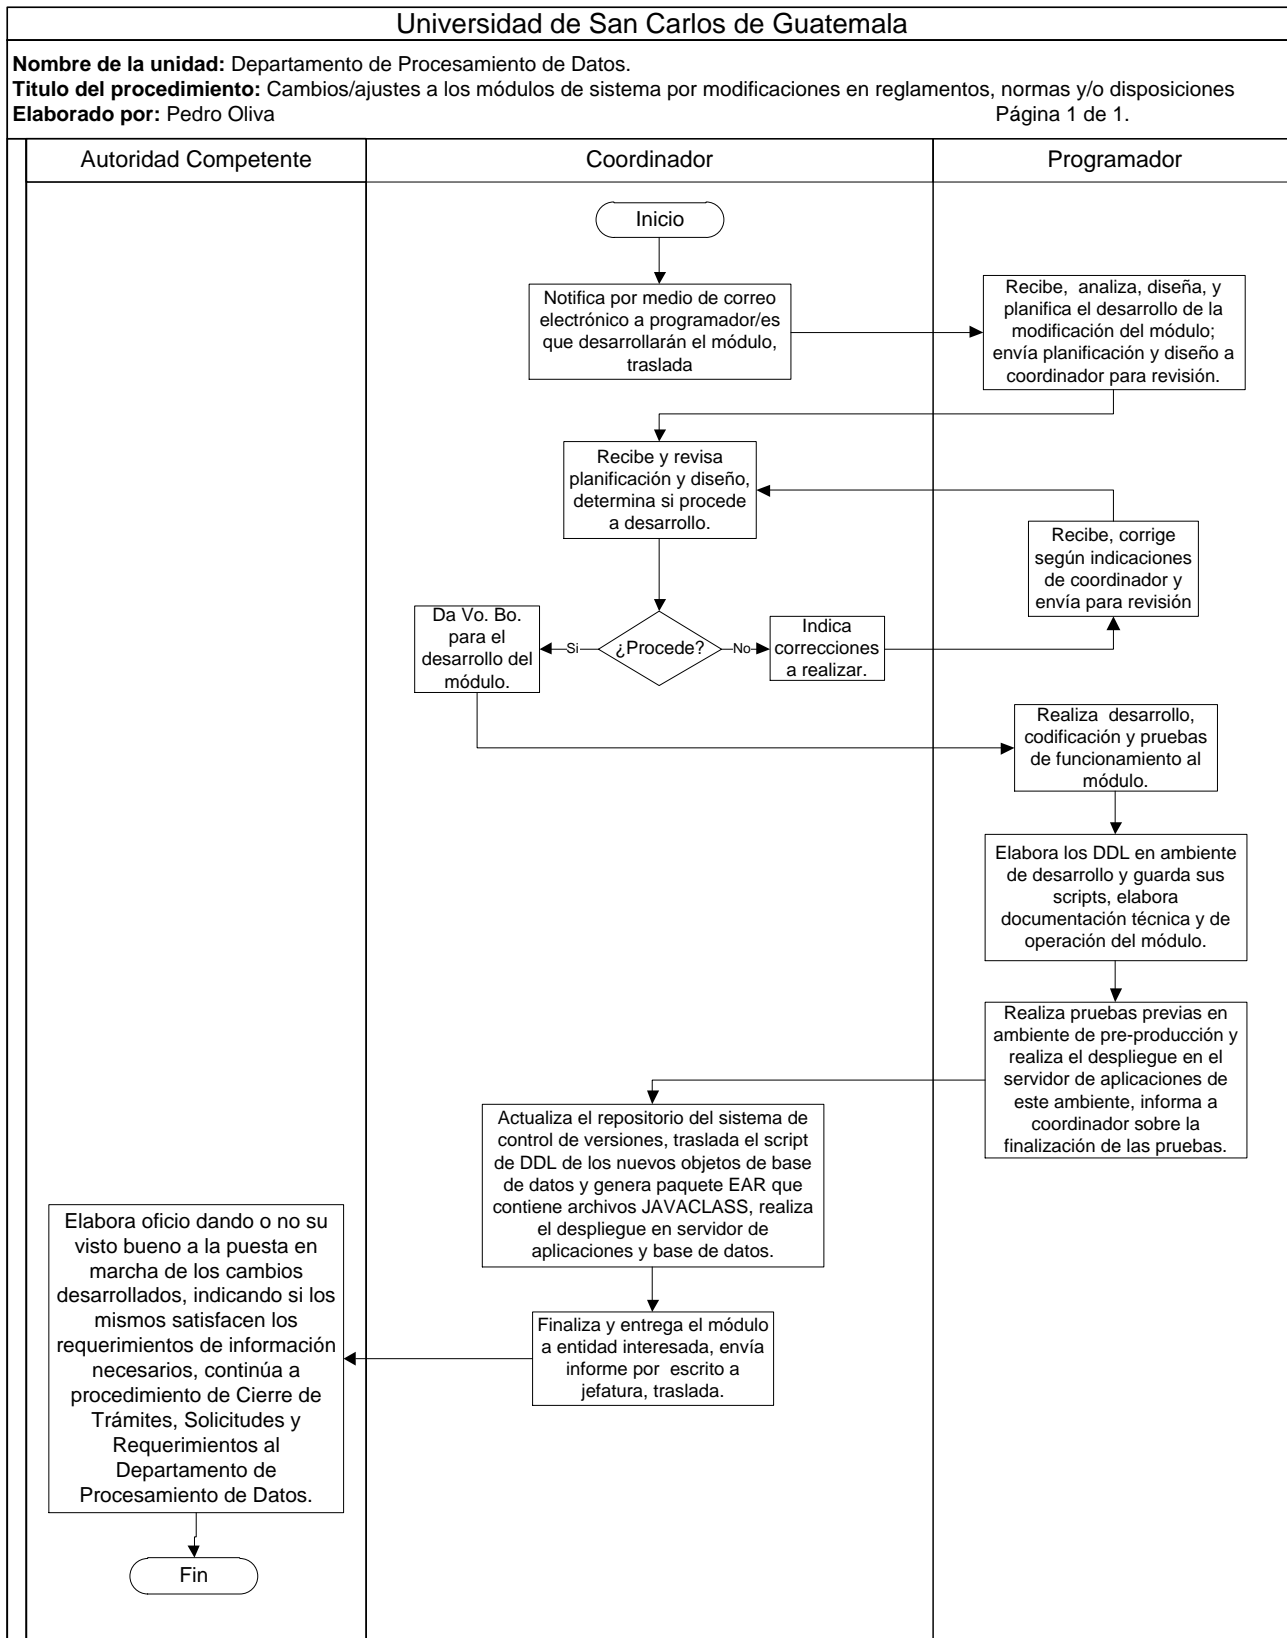 Universidad de San Carlos de Guatemala
Nombre de la unidad: Departamento de Procesamiento de Datos.
Titulo del procedimiento: Cambios/ajustes a los módulos de sistema por modificaciones en reglamentos, normas y/o disposiciones
Elaborado por: Pedro Oliva
Página 1 de 1.
Autoridad Competente
Coordinador
Programador
Inicio
Notifica por medio de correo
electrónico a programador/es
que desarrollarán el módulo,
traslada
Recibe, analiza, diseña, y
planifica el desarrollo de la
modificación del módulo;
envía planificación y diseño a
coordinador para revisión.
Recibe y revisa
planificación y diseño,
determina si procede
a desarrollo.
Recibe, corrige
según indicaciones
de coordinador y
envía para revisión
Da Vo. Bo.
para el
desarrollo del
módulo.
Si
¿Procede?
No
Indica
correcciones
a realizar.
Realiza desarrollo,
codificación y pruebas
de funcionamiento al
módulo.
Elabora los DDL en ambiente
de desarrollo y guarda sus
scripts, elabora
documentación técnica y de
operación del módulo.
Realiza pruebas previas en
ambiente de pre-producción y
realiza el despliegue en el
servidor de aplicaciones de
este ambiente, informa a
coordinador sobre la
finalización de las pruebas.
Actualiza el repositorio del sistema de
control de versiones, traslada el script
de DDL de los nuevos objetos de base
de datos y genera paquete EAR que
contiene archivos JAVACLASS, realiza
el despliegue en servidor de
aplicaciones y base de datos.
Finaliza y entrega el módulo
a entidad interesada, envía
informe por escrito a
jefatura, traslada.
Elabora oficio dando o no su
visto bueno a la puesta en
marcha de los cambios
desarrollados, indicando si los
mismos satisfacen los
requerimientos de información
necesarios, continúa a
procedimiento de Cierre de
Trámites, Solicitudes y
Requerimientos al
Departamento de
Procesamiento de Datos.
Fin